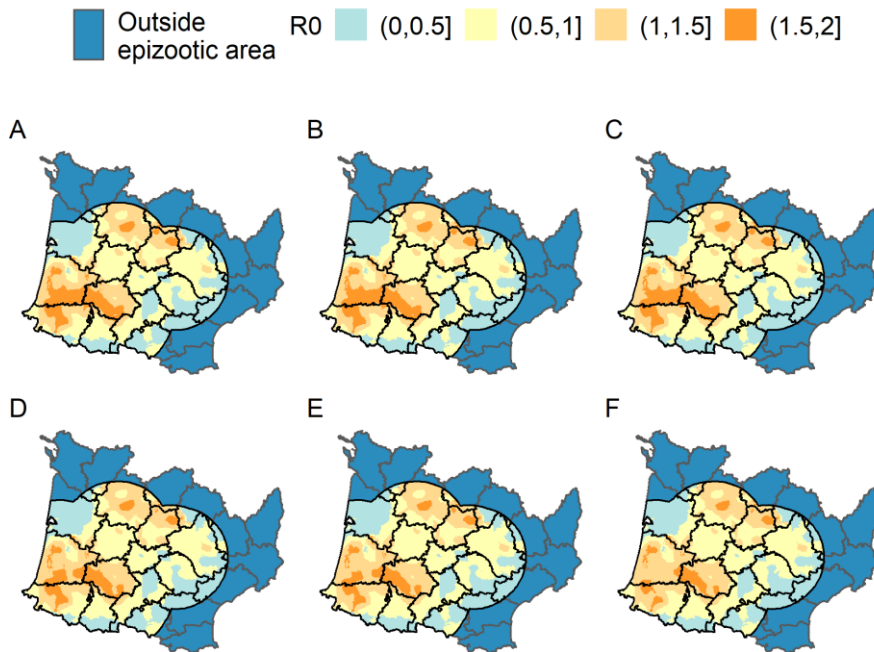 Outside
epizootic area
R0 (0,0.5] (0.5,1] (1,1.5] (1.5,2]
A B C
D E F